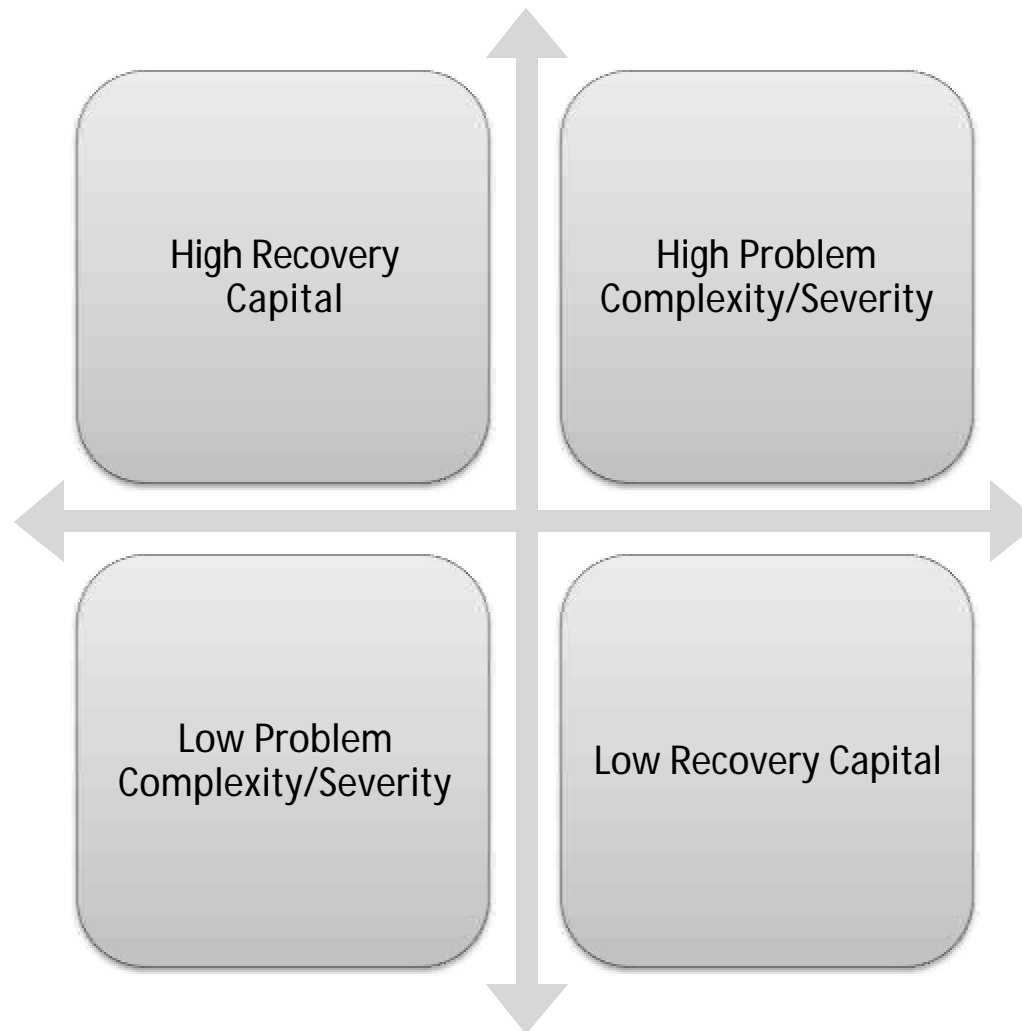 High Recovery
Capital
High Problem
Complexity/Severity
Low Problem
Complexity/Severity
Low Recovery Capital